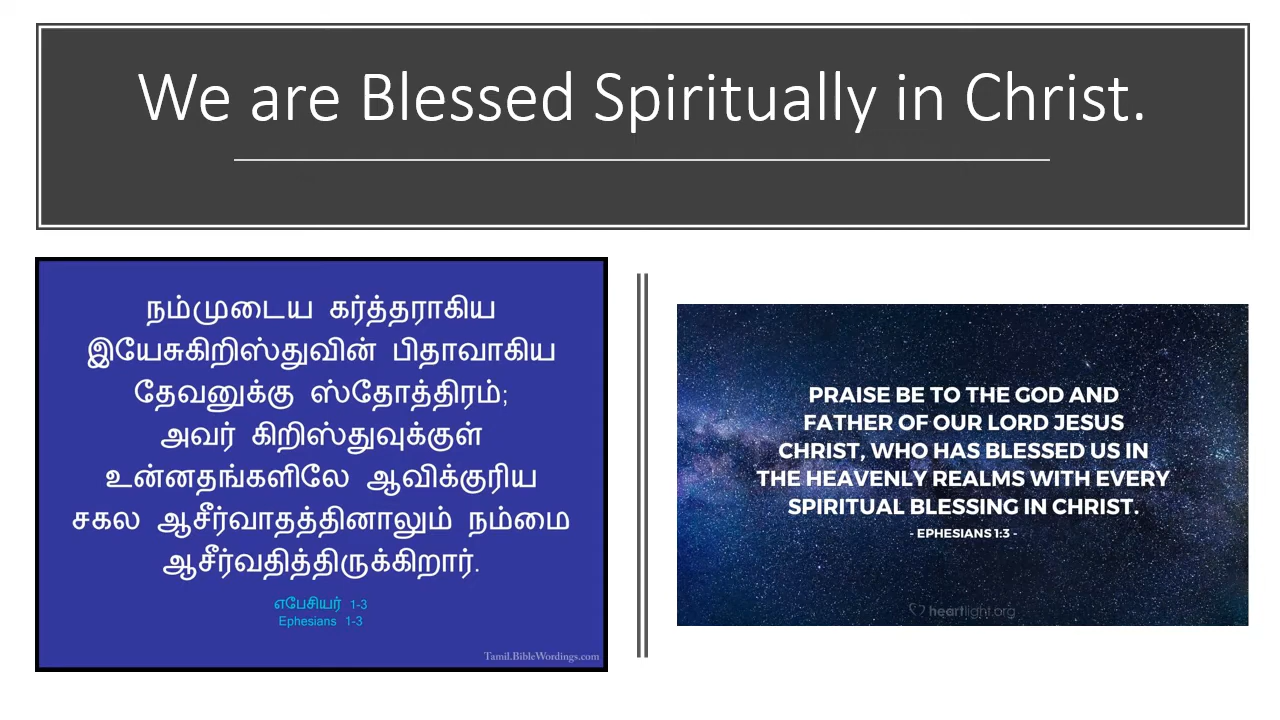 We are Blessed Spiritually in Christ.
நம்முடைய கர்த்தராகிய
இயேசுகிறிஸ்துவின் பிதாவாகிய
தேவனுக்கு ஸ்தோத்திரம்;
அவர் கிறிஸ்துவுக்குள்
உன்னதங்களிலே ஆவிக்குரிய
சகல ஆசீர்வாதத்தினாலும் நம்மை
ஆசீர்வதித்திருக்கிறார்.
எபேசியர் 1-3
Ephesians 1-3
Tamil.BibleWordings.com
PRAISE BE TO THE GOD AND
FATHER OF OUR LORD JESUS
CHRIST, WHO HAS BLESSED US IN
THE HEAVENLY REALMS WITH EVERY
SPIRITUAL BLESSING IN CHRIST.
- EPHESIANS 1:3 -
heartlight.org